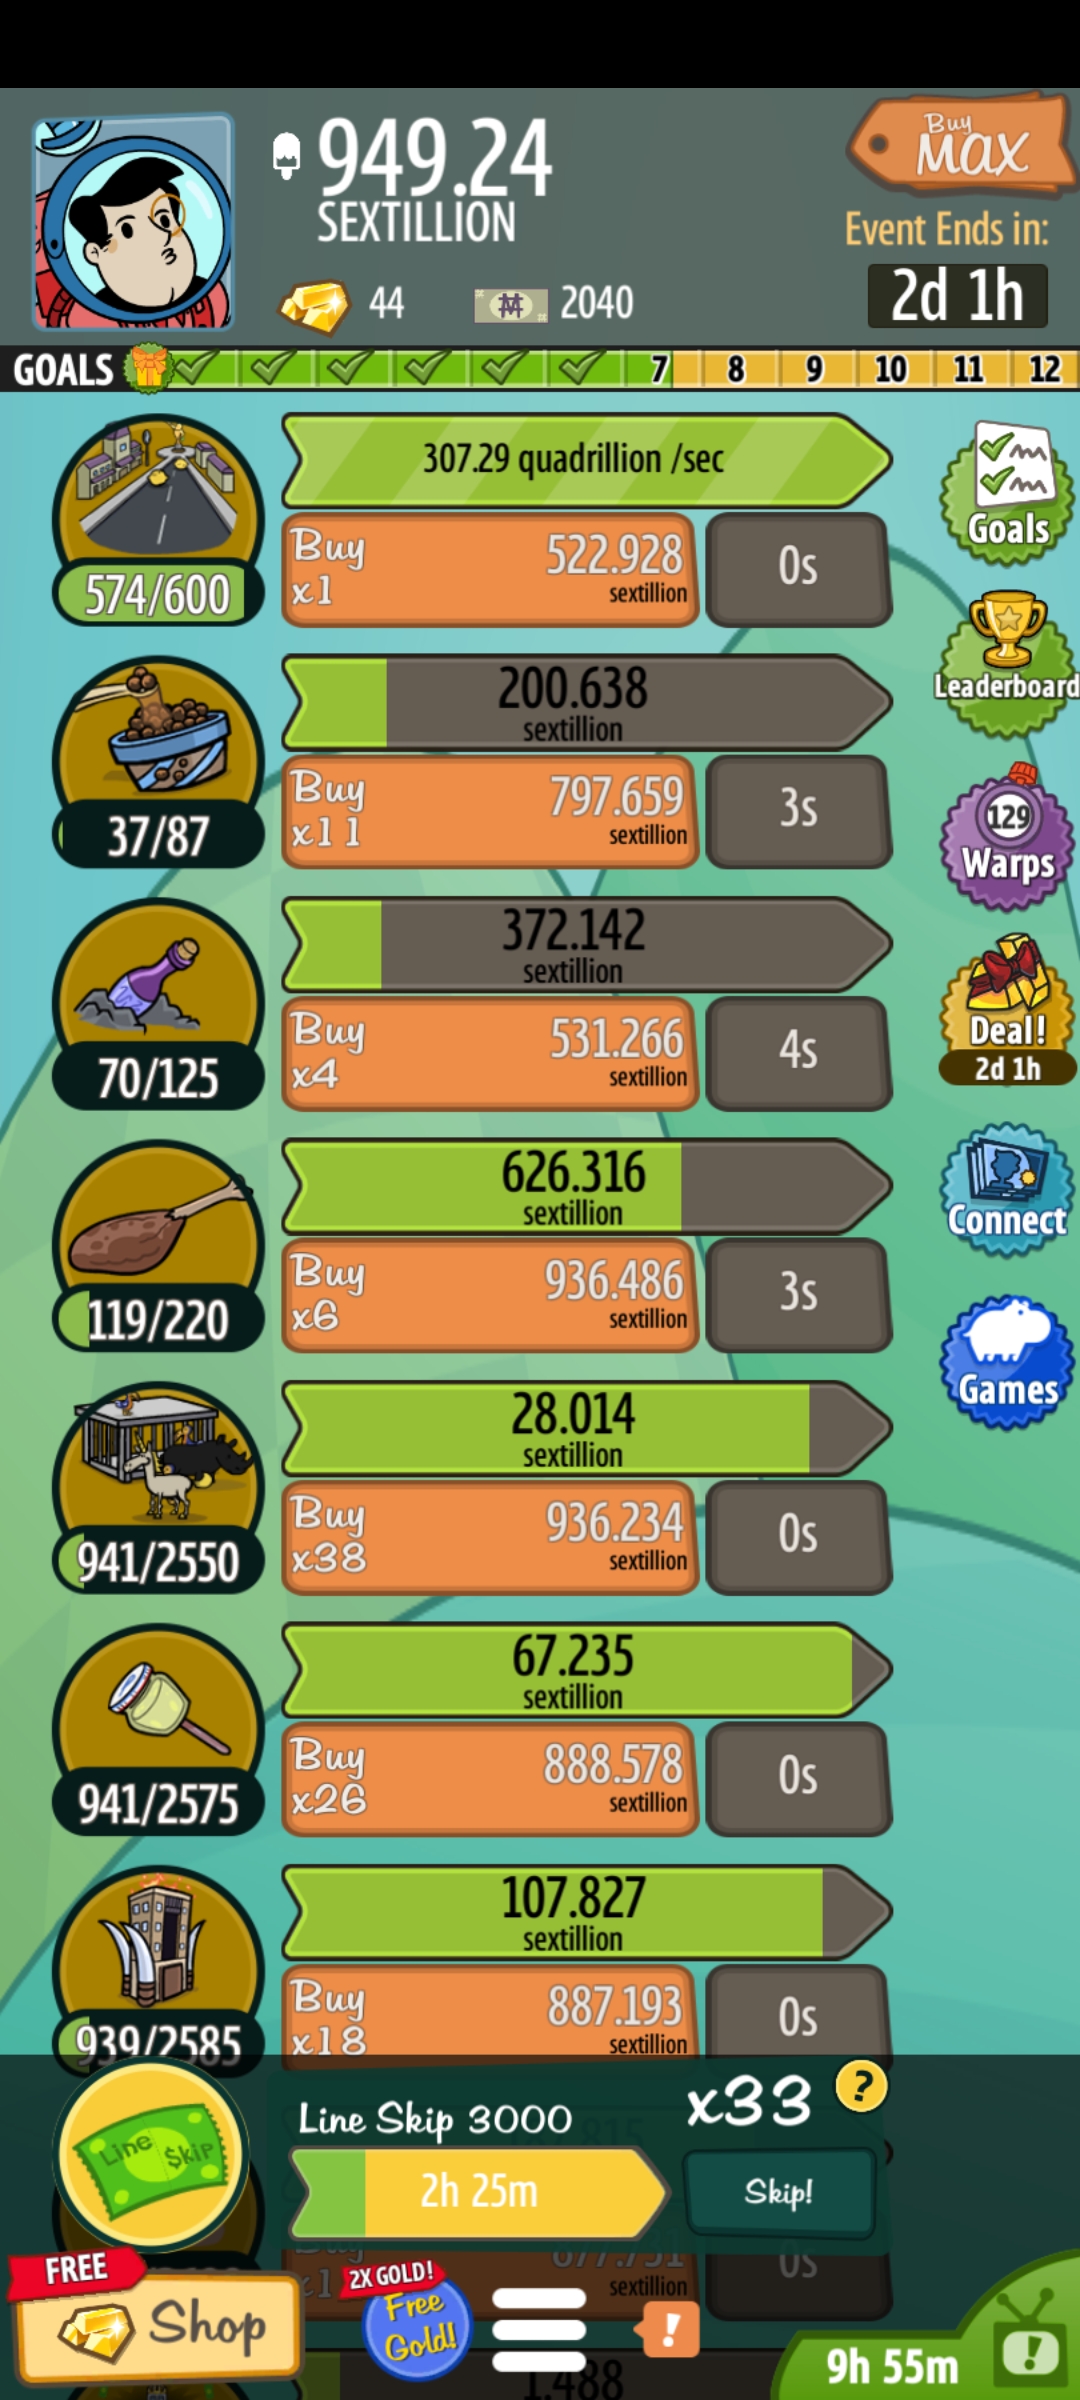 949.24
SEXTILLION
Buy
MAX
Event Ends in:
2d 1h
44
2040
GOALS
7
8
9
10
11
12
307.29 quadrillion /sec
Buy
x1
522.928
sextillion
0s
574/600
Goals
Leaderboard
200.638
sextillion
Buy
x11
797.659
sextillion
3s
37/87
129
Warps
372.142
sextillion
Buy
x4
531.266
sextillion
4s
70/125
Deal!
2d 1h
626.316
sextillion
Buy
x6
936.486
sextillion
3s
119/220
Connect
Games
28.014
sextillion
Buy
x38
936.234
sextillion
0s
941/2550
67.235
sextillion
Buy
x26
888.578
sextillion
0s
941/2575
107.827
sextillion
Buy
x18
887.193
sextillion
0s
939/2585
Line Skip
Line Skip 3000
x33
?
2h 25m
Skip!
sextillion
0s
FREE
Shop
2X GOLD!
Free
Gold!
!
1.488
9h 55m
!